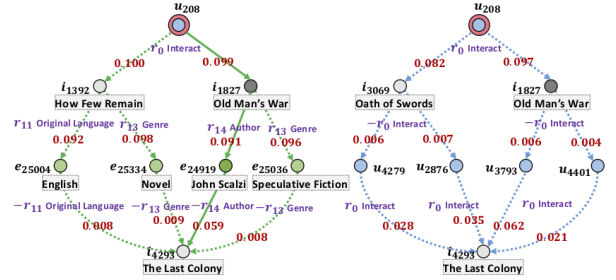 u208 u208
r0 Interact r0 Interact
0.100 0.099 0.082 0.097
i1392 i1827 i3069 i1827
How Few Remain Old Man's War Oath of Swords Old Man's War
r11 Original Language r13 Genre r14 Author r13 Genre −r0 Interact −r0 Interact
0.092 0.098 0.091 0.096 0.006 0.007 0.006 0.004
e25004 e25334 e24919 e25036 u4279 u2876 u3793 u4401
English Novel John Scalzi Speculative Fiction
−r11 Original Language −r13 Genre −r14 Author −r13 Genre r0 Interact r0 Interact
0.008 0.009 0.059 0.008 0.028 0.035 0.062 0.021
i4293 i4293
The Last Colony The Last Colony